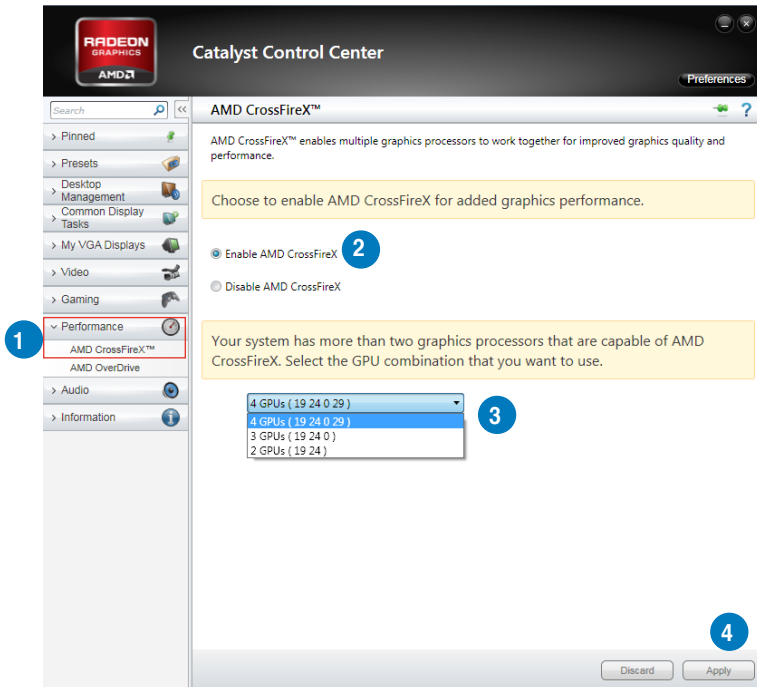 RADEON
GRAPHICS
AMD
Catalyst Control Center
Preferences
Search
<<
AMD CrossFireX™
?
> Pinned
AMD CrossFireX™ enables multiple graphics processors to work together for improved graphics quality and
performance.
> Presets
> Desktop
Management
Choose to enable AMD CrossFireX for added graphics performance.
> Common Display
Tasks
> My VGA Displays
Enable AMD CrossFireX
2
> Video
Disable AMD CrossFireX
> Gaming
1
Performance
AMD CrossFireX™
AMD OverDrive
Your system has more than two graphics processors that are capable of AMD
CrossFireX. Select the GPU combination that you want to use.
> Audio
> Information
4 GPUs ( 19 24 0 29 )
4 GPUs ( 19 24 0 29 )
3 GPUs ( 19 24 0 )
2 GPUs ( 19 24 )
3
4
Discard
Apply